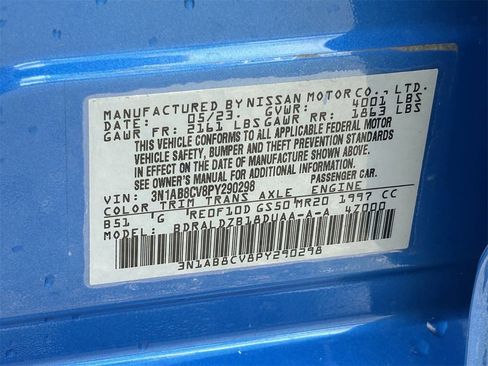 MANUFACTURED BY NISSAN MOTOR CO., LTD.
DATE: 05/23 GVWR: 4001 LBS
GAWR FR: 2161 LBS GAWR RR: 1863 LBS
THIS VEHICLE CONFORMS TO ALL APPLICABLE FEDERAL MOTOR
VEHICLE SAFETY, BUMPER AND THEFT PREVENTION STANDARDS
IN EFFECT ON THE DATE OF MANUFACTURE SHOWN ABOVE.
SEE OWNER'S MANUAL FOR ADDITIONAL INFORMATION.
VIN: 3N1AB8CV8PY290298 PASSENGER CAR.
COLOR TRIM TRANS AXLE ENGINE
B51 G RE0F10D GS50 MR20 1997 CC
MODEL: BDRALDZB18DUAA-A-A 47000
3N1AB8CV8PY290298